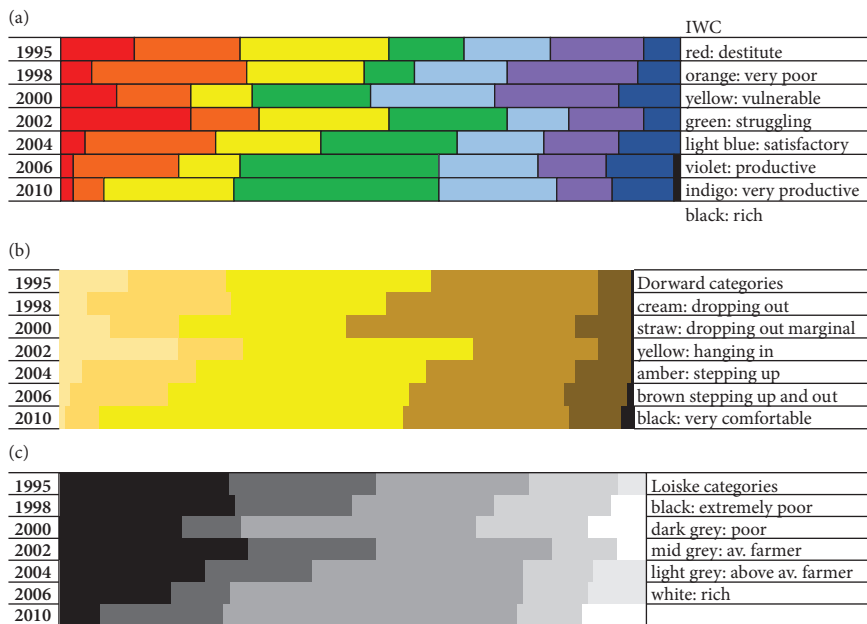 (a)
IWC
1995 red: destitute
1998 orange: very poor
2000 yellow: vulnerable
2002 green: struggling
2004 light blue: satisfactory
2006 violet: productive
2010 indigo: very productive
black: rich
(b)
1995 Dorward categories
1998 cream: dropping out
2000 straw: dropping out marginal
2002 yellow: hanging in
2004 amber: stepping up
2006 brown stepping up and out
2010 black: very comfortable
(c)
1995 Loiske categories
1998 black: extremely poor
2000 dark grey: poor
2002 mid grey: av. farmer
2004 light grey: above av. farmer
2006 white: rich
2010